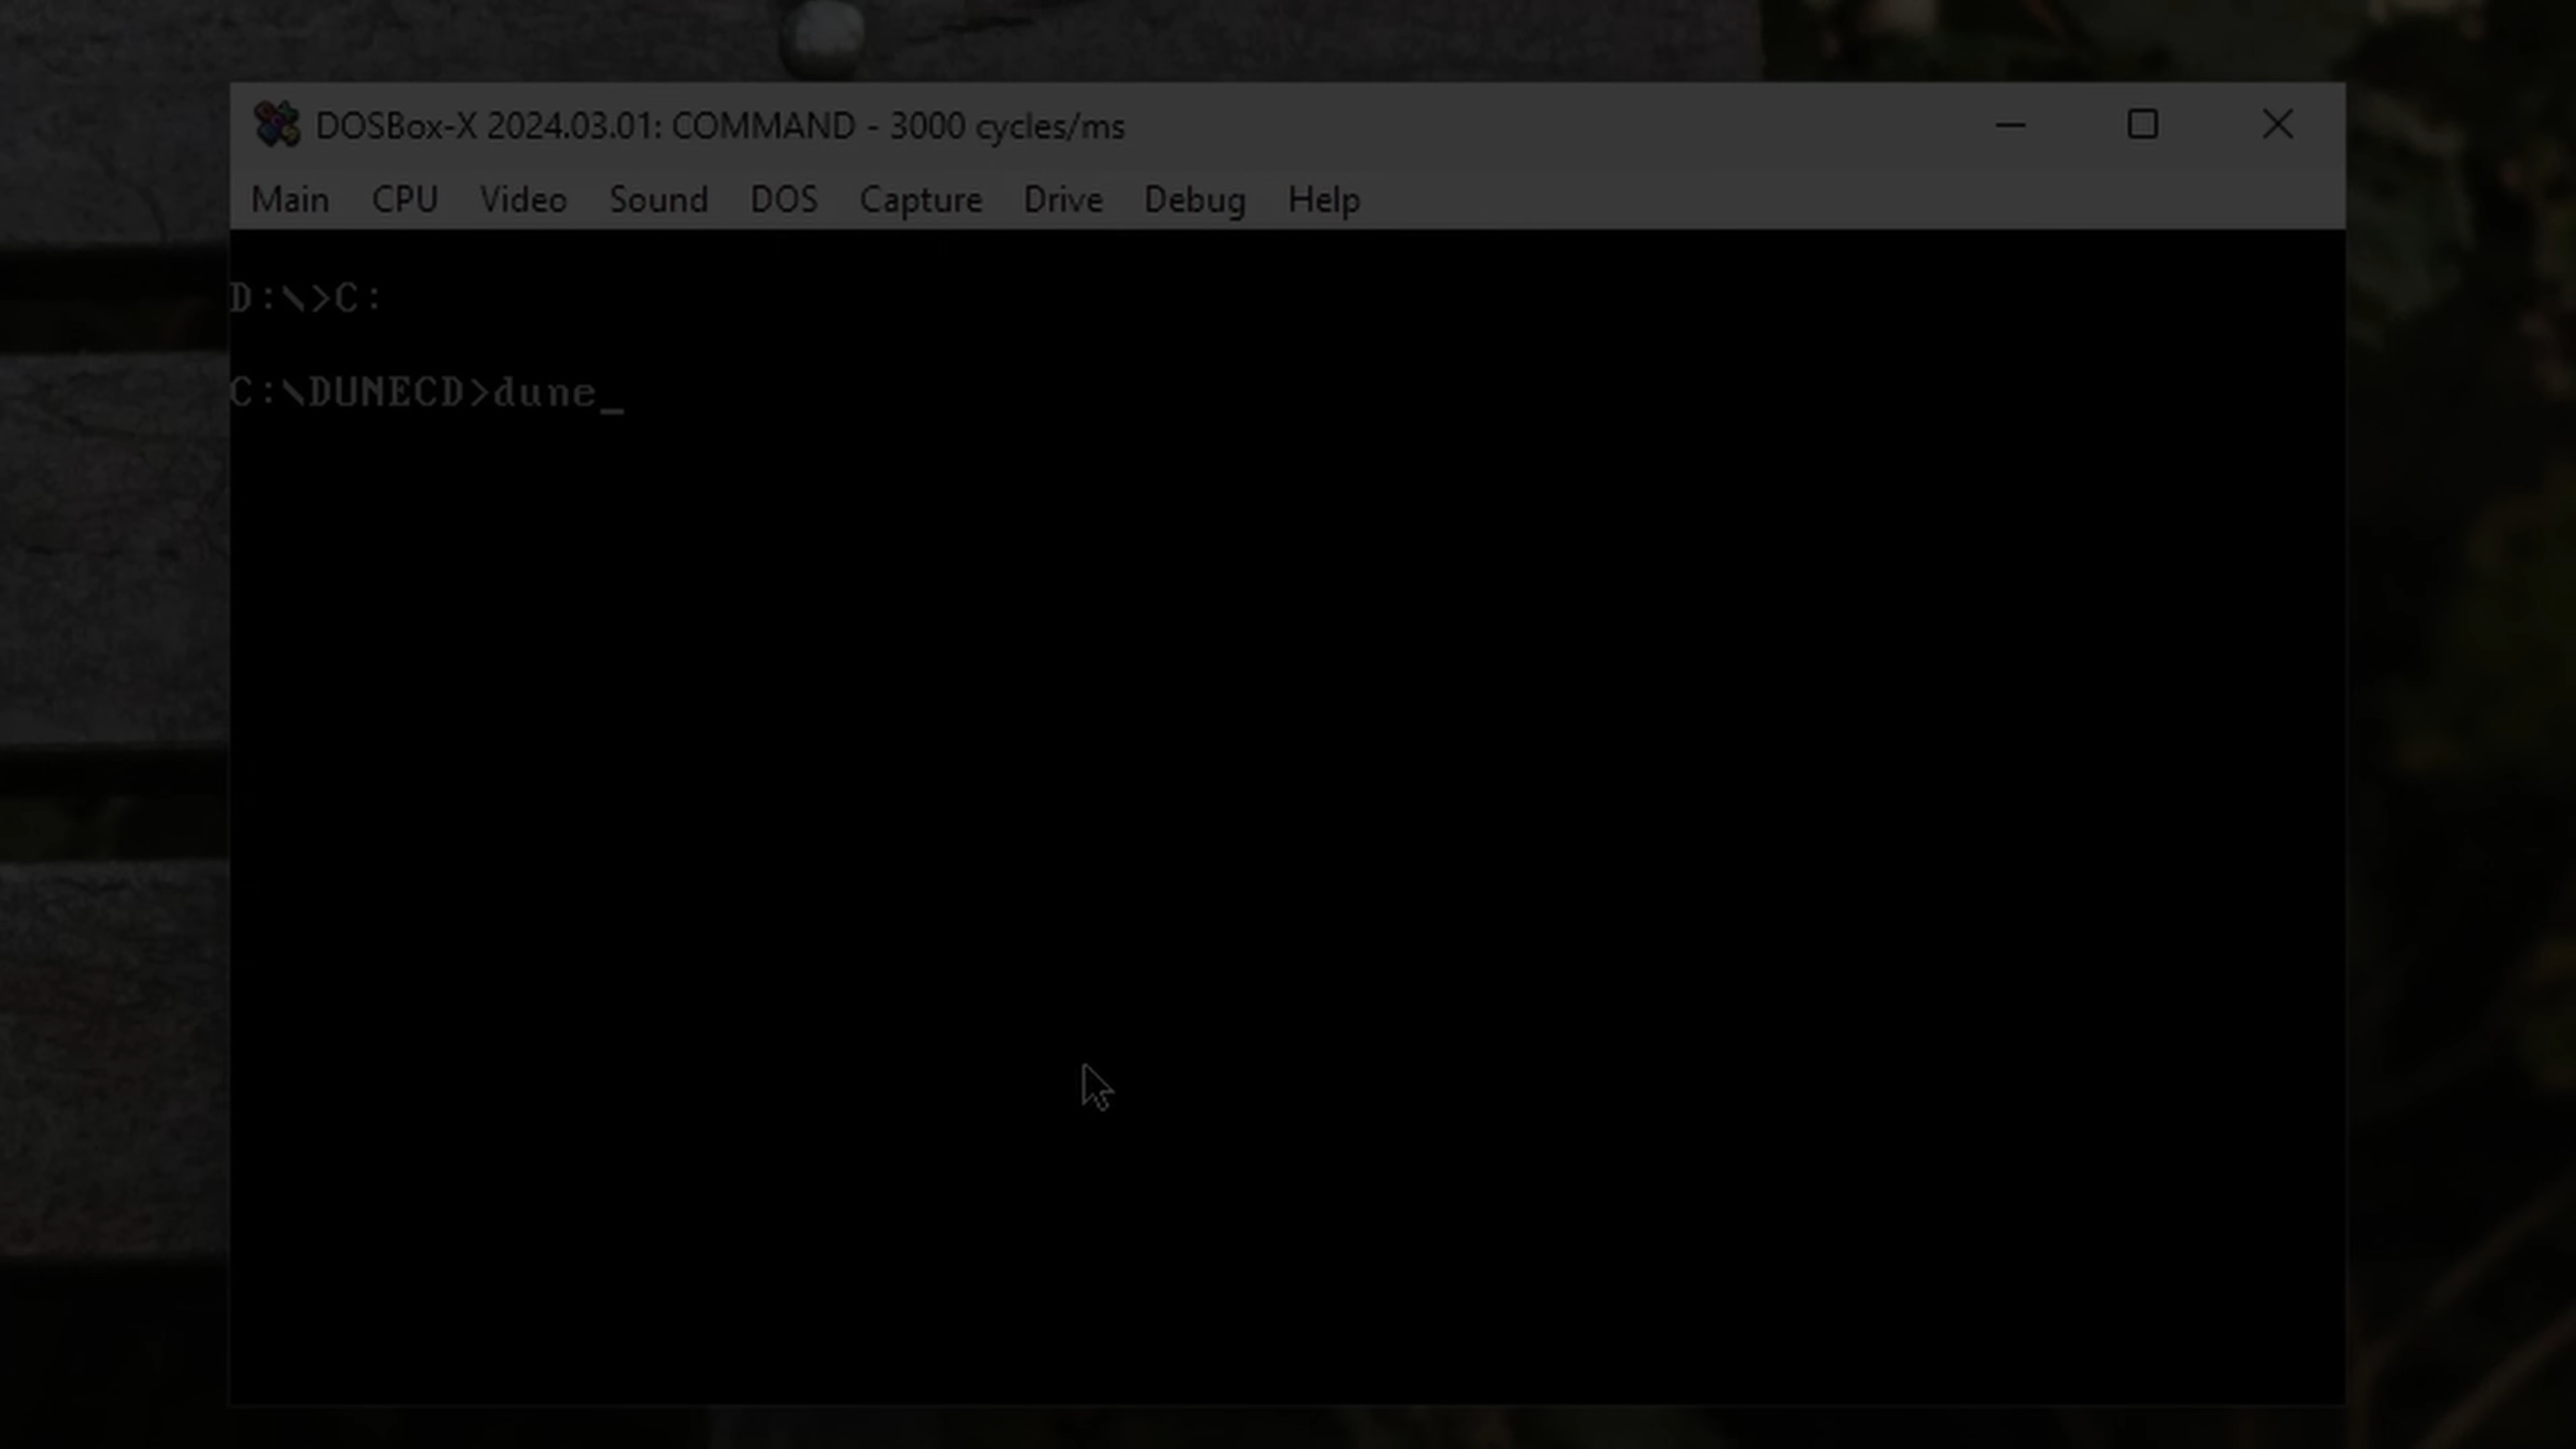 DOSBox-X 2024.03.01: COMMAND - 3000 cycles/ms
Main CPU Video Sound DOS Capture Drive Debug Help
D:\>C:
C:\DUNECD>dune_